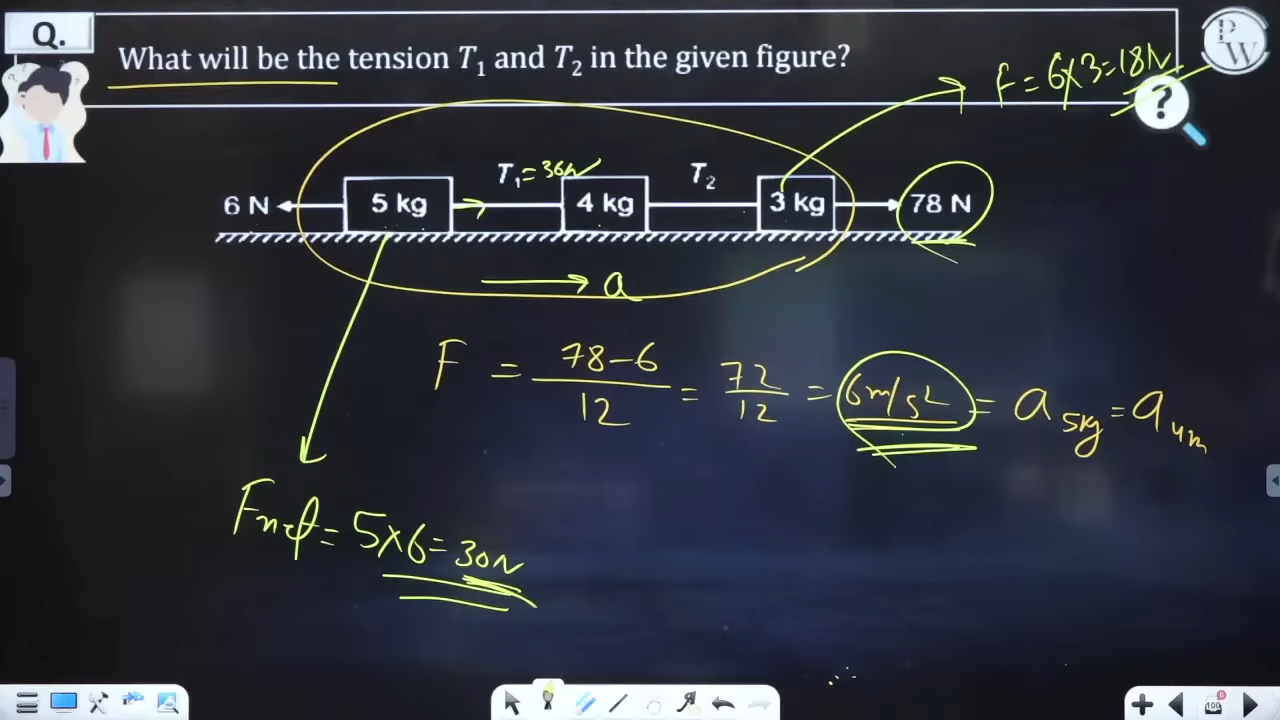 Q.
What will be the tension T₁ and T₂ in the given figure?
PW
F = 6×3=18N
?
6 N 5 kg T₁ =36N 4 kg T₂ 3 kg 78 N
a
F = 78-6/12 = 72/12 = 6m/s² = a5kg = a
Fnet = 5×6=30N
100